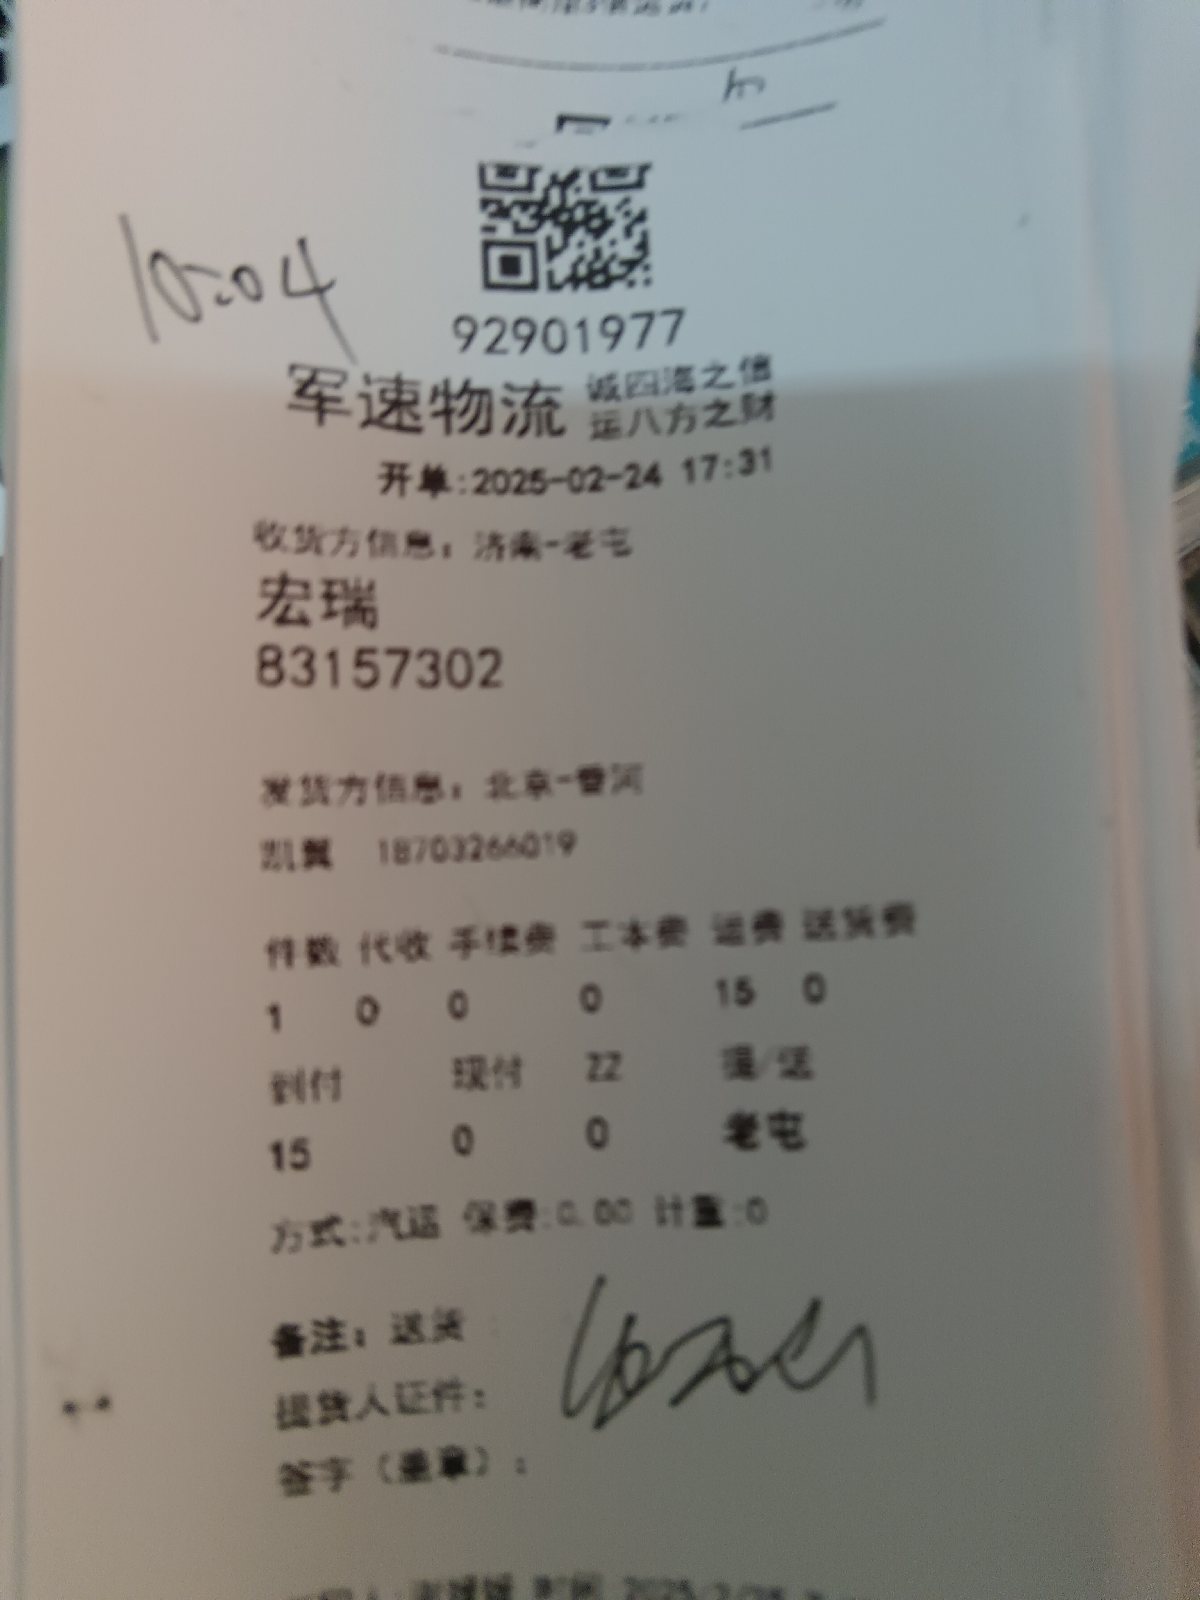 10:04
92901977
军速物流 诚四海之信
运八方之财
开单:2025-02-24 17:31
收货方信息: 济南-老屯
宏瑞
83157302
发货方信息: 北京-香河
凯翼 18703266019
件数 代收 手续费 工本费 运费 送货费
1 0 0 0 15 0
到付 现付 ZZ 提/送
15 0 0 老屯
方式:汽运 保费:0.00 计重:0
备注: 送货
提货人证件:
签字（盖章）: